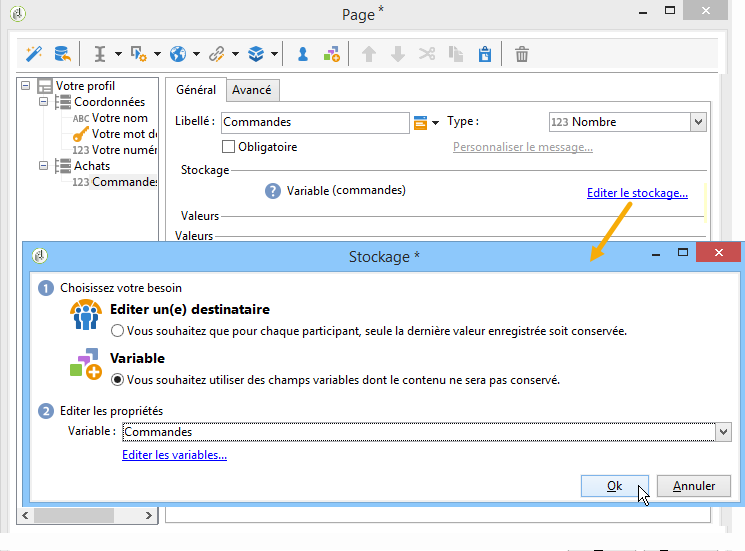 Page *
Votre profil
Coordonnées
ABC Votre nom
Votre mot de
123 Votre numér
Achats
123 Commandes
Général Avancé
Libellé : Commandes Type : 123 Nombre
Obligatoire Personnaliser le message...
Stockage
? Variable (commandes) Editer le stockage...
Valeurs
Valeurs
Stockage *
1 Choisissez votre besoin
Editer un(e) destinataire
Vous souhaitez que pour chaque participant, seule la dernière valeur enregistrée soit conservée.
Variable
Vous souhaitez utiliser des champs variables dont le contenu ne sera pas conservé.
2 Editer les propriétés
Variable : Commandes
Editer les variables...
Ok Annuler